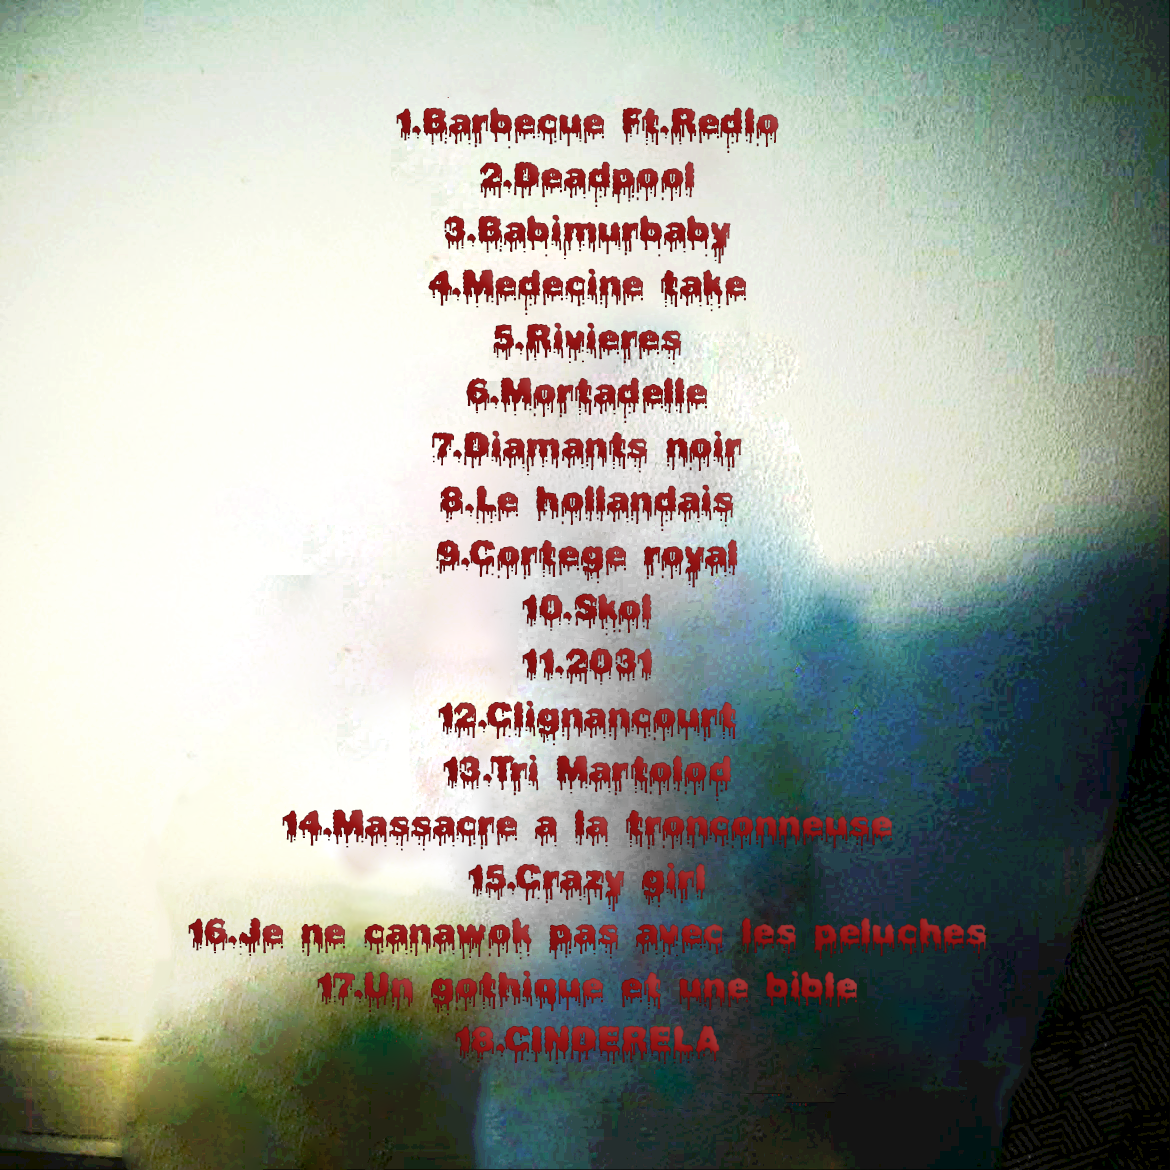 1.Barbecue Ft.Redlo
2.Deadpool
3.Babimurbaby
4.Medecine take
5.Rivieres
6.Mortadelle
7.Diamants noir
8.Le hollandais
9.Cortege royal
10.Skol
11.2031
12.Clignancourt
13.Tri Martolod
14.Massacre a la tronconneuse
15.Crazy girl
16.Je ne canawok pas avec les peluches
17.Un gothique et une bible
18.CINDERELA